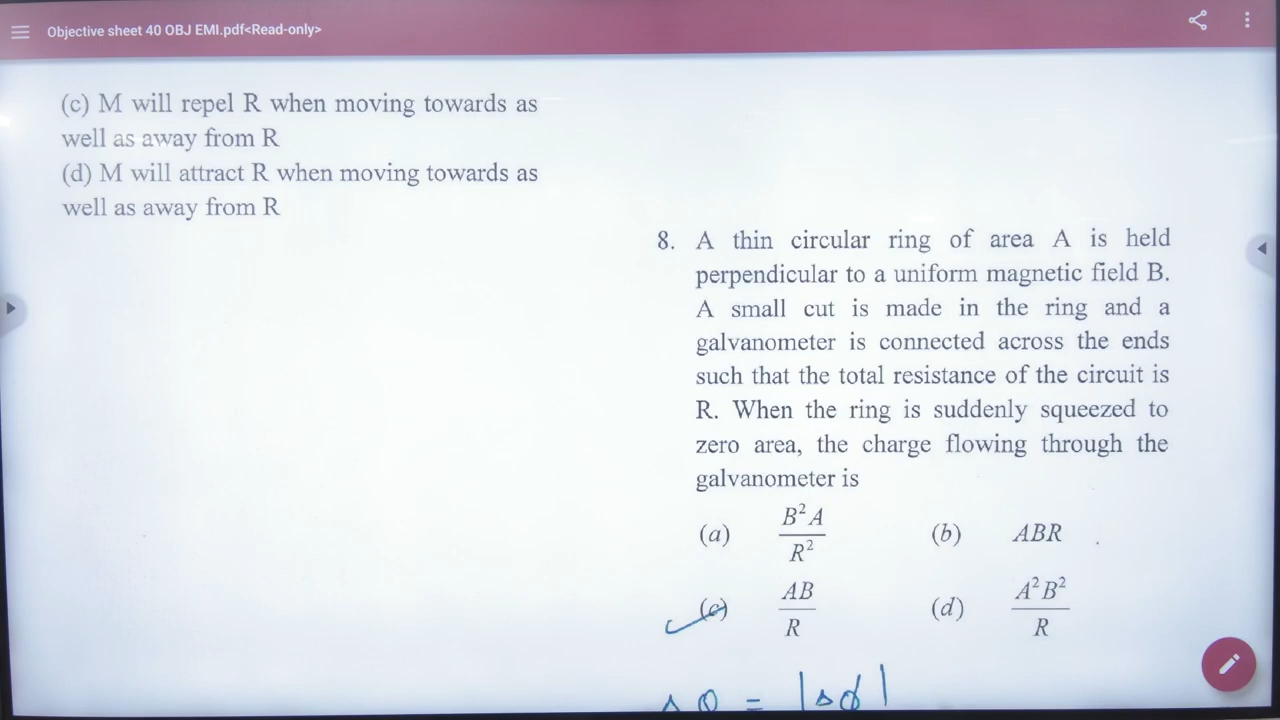 Objective sheet 40 OBJ EMI.pdf<Read-only>
(c) M will repel R when moving towards as
well as away from R
(d) M will attract R when moving towards as
well as away from R
8. A thin circular ring of area A is held
perpendicular to a uniform magnetic field B.
A small cut is made in the ring and a
galvanometer is connected across the ends
such that the total resistance of the circuit is
R. When the ring is suddenly squeezed to
zero area, the charge flowing through the
galvanometer is
(a) B²A/R² (b) ABR
(c) AB/R (d) A²B²/R
ΔQ = |Δϕ|